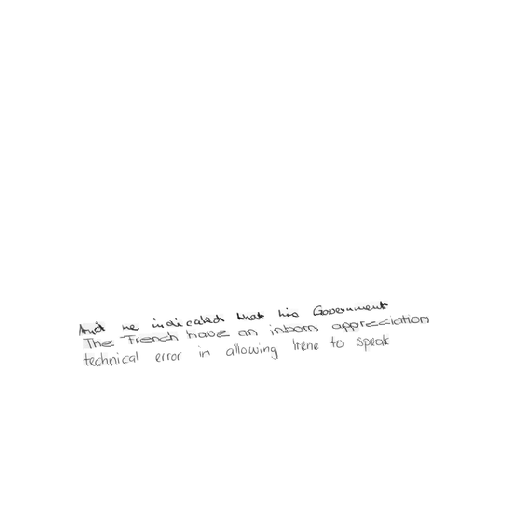 And he indicated that his Government
The French have an inborn appreciation
technical error in allowing Irene to speak